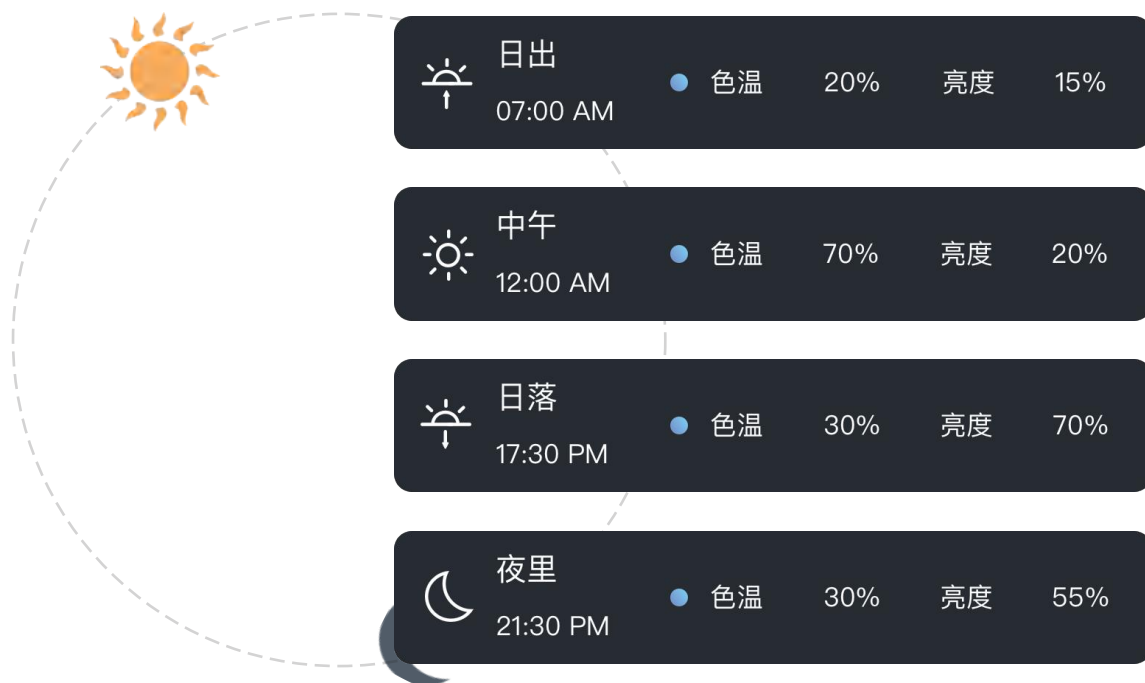 日出
07:00 AM
色温 20% 亮度 15%
中午
12:00 AM
色温 70% 亮度 20%
日落
17:30 PM
色温 30% 亮度 70%
夜里
21:30 PM
色温 30% 亮度 55%